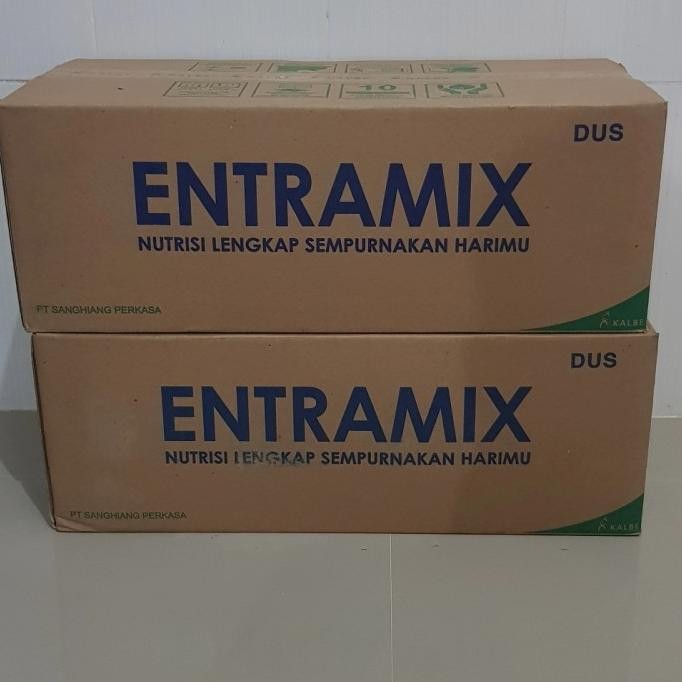 10
DUS
ENTRAMIX
NUTRISI LENGKAP SEMPURNAKAN HARIMU
PT SANGHIANG PERKASA
KALBE
DUS
ENTRAMIX
NUTRISI LENGKAP SEMPURNAKAN HARIMU
PT SANGHIANG PERKASA
KALBE